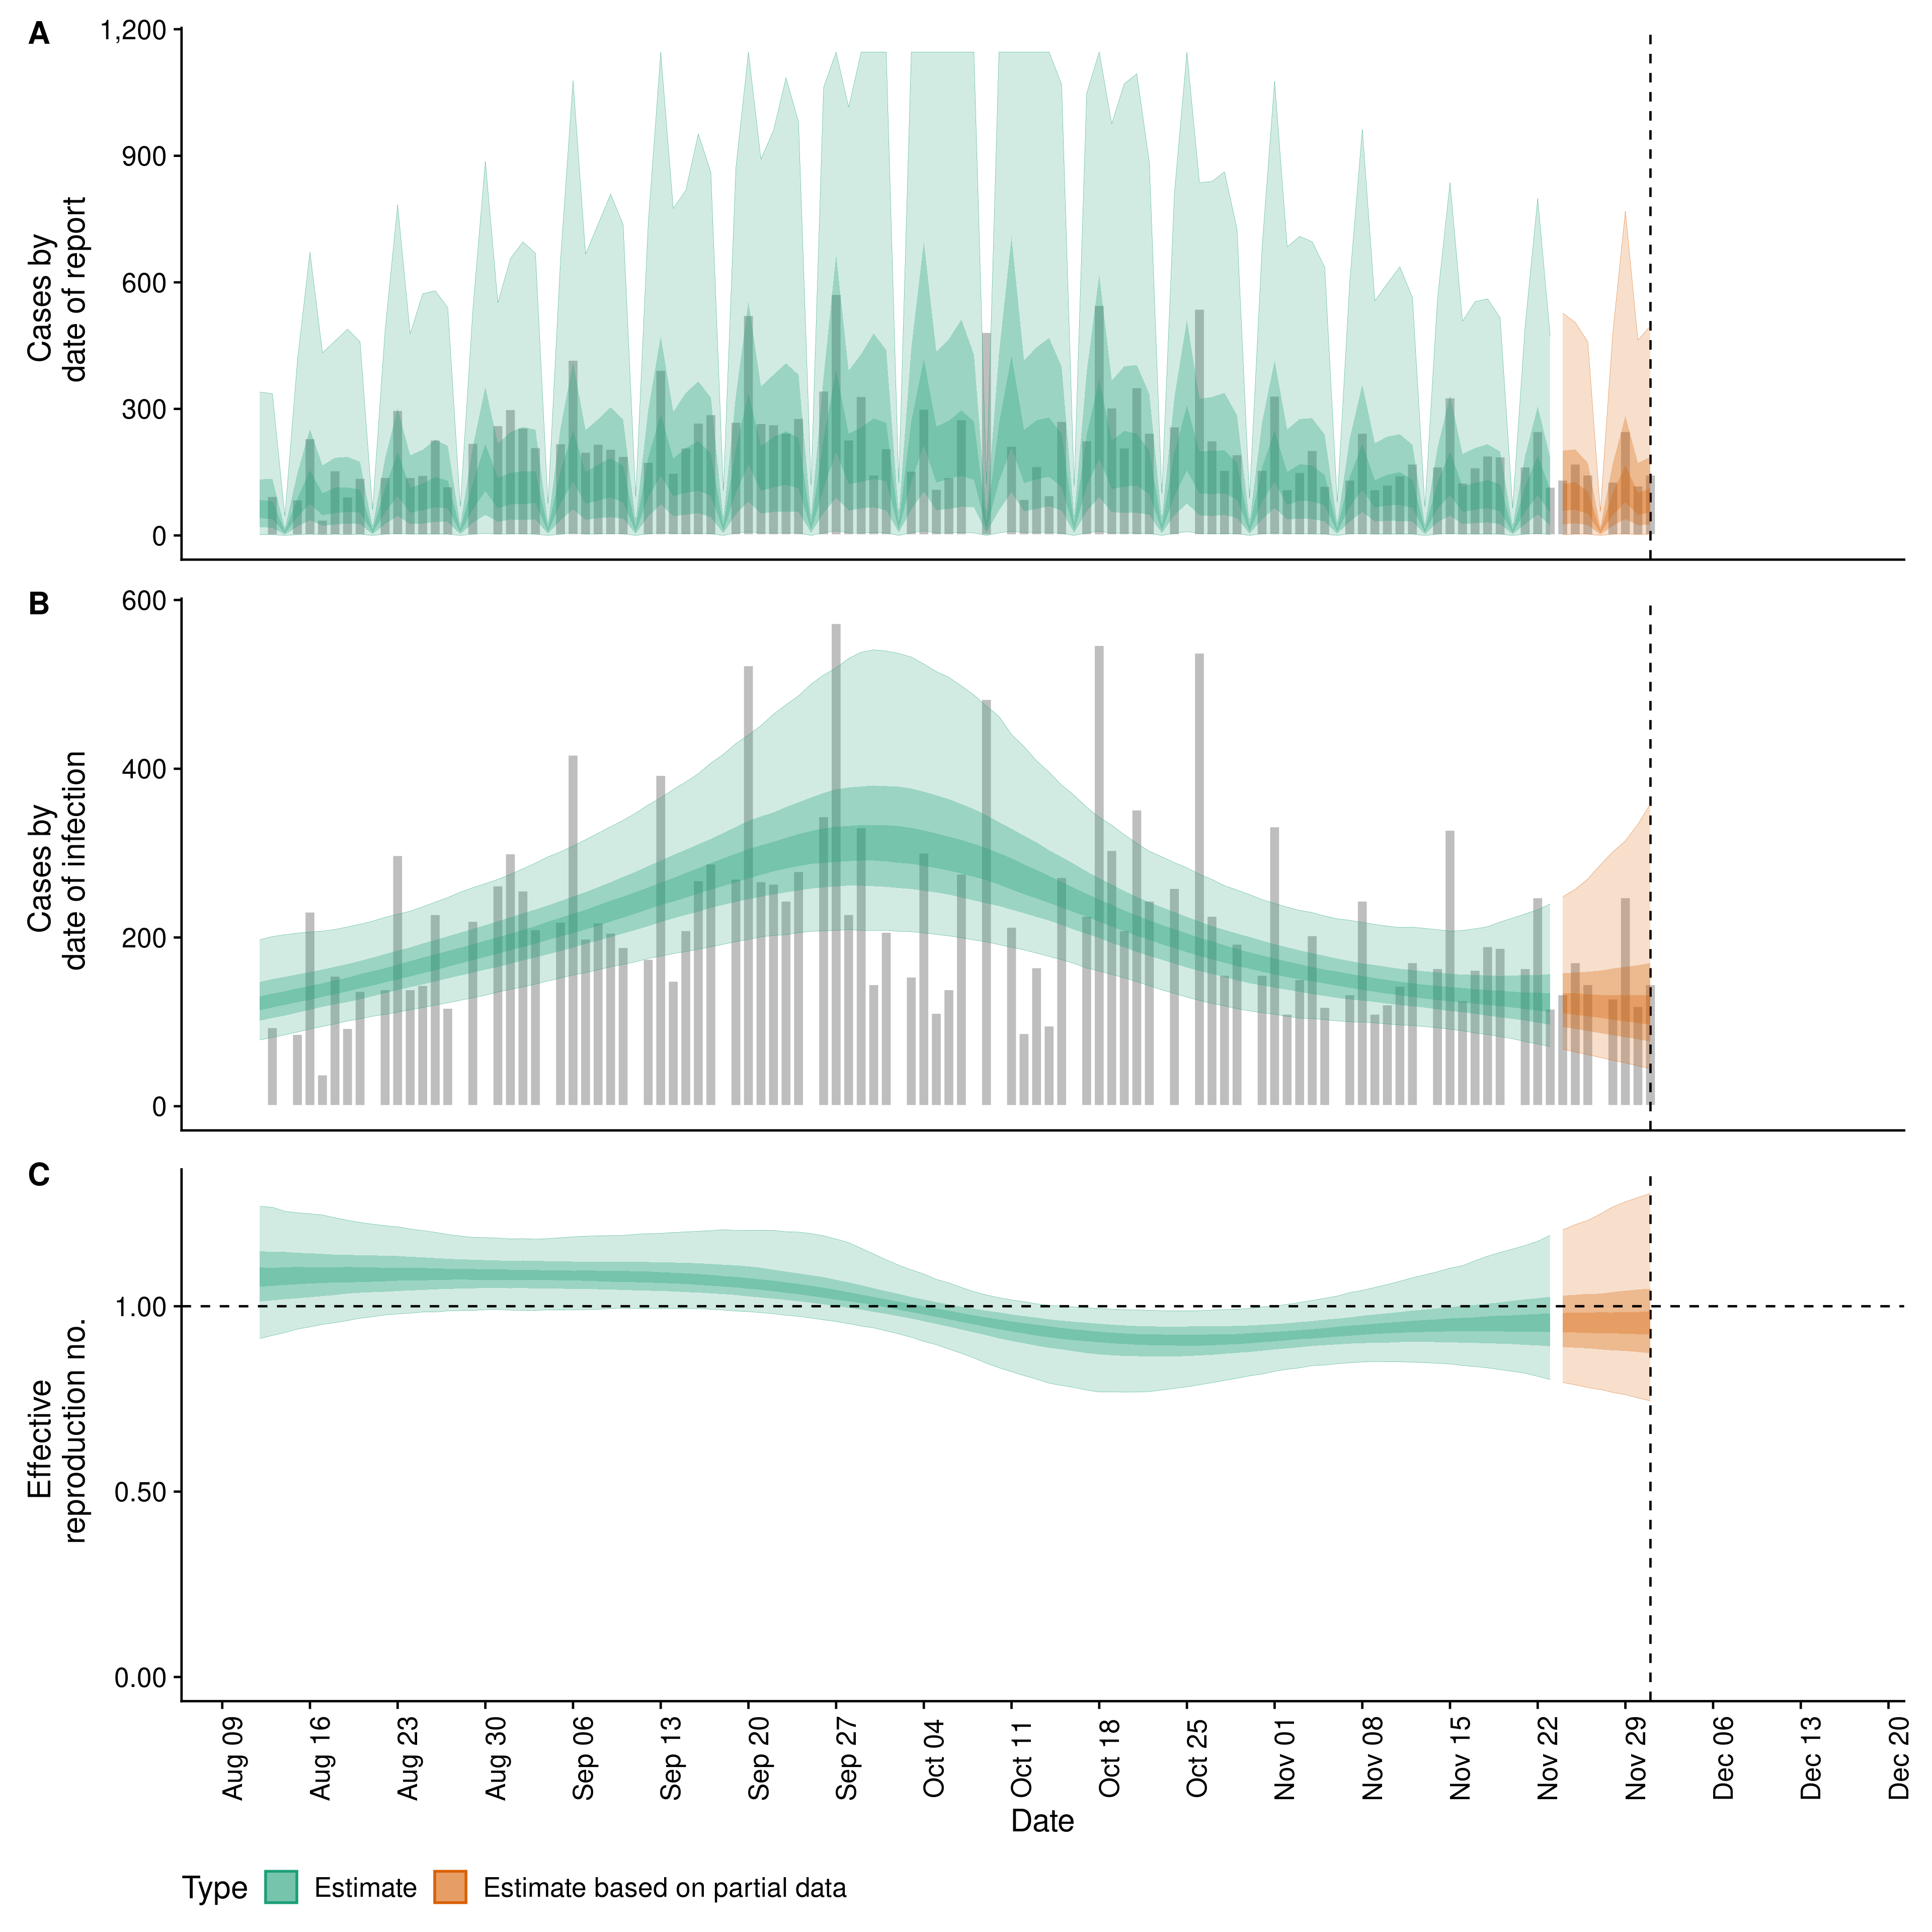 A
1,200
900
600
300
0
Cases by
date of report
B
600
400
200
0
Cases by
date of infection
C
1.00
0.50
0.00
Effective
reproduction no.
Aug 09
Aug 16
Aug 23
Aug 30
Sep 06
Sep 13
Sep 20
Sep 27
Oct 04
Oct 11
Oct 18
Oct 25
Nov 01
Nov 08
Nov 15
Nov 22
Nov 29
Dec 06
Dec 13
Dec 20
Date
Type
Estimate
Estimate based on partial data